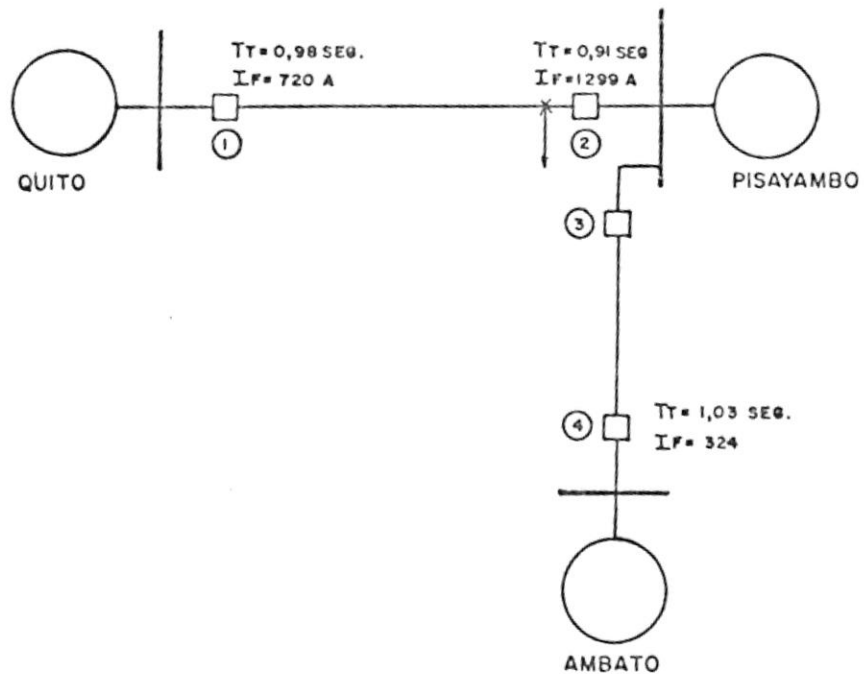 TT= 0,98 SEG.
IF= 720 A
TT= 0,91 SEG
IF=1299 A
1
2
QUITO
PISAYAMBO
3
4
TT= 1,03 SEG.
IF= 324
AMBATO